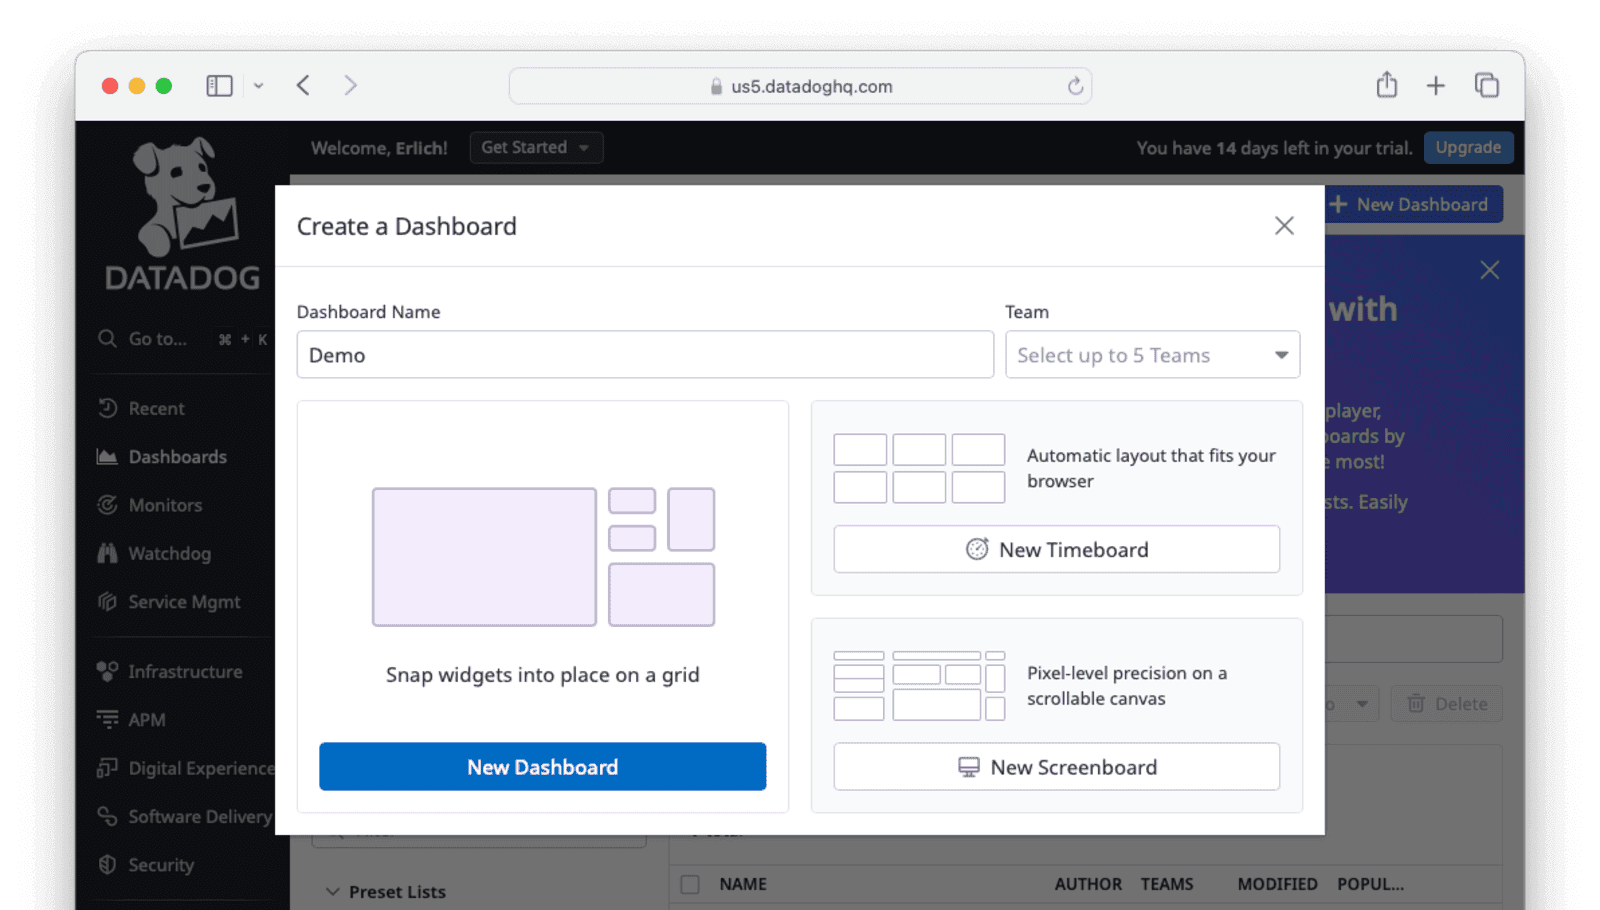 us5.datadoghq.com
DATADOG
Welcome, Erlich!
Get Started
You have 14 days left in your trial.
Upgrade
New Dashboard
Go to...
⌘ + K
Recent
Dashboards
Monitors
Watchdog
Service Mgmt
Infrastructure
APM
Digital Experience
Software Delivery
Security
Create a Dashboard
Dashboard Name
Demo
Team
Select up to 5 Teams
Snap widgets into place on a grid
New Dashboard
Automatic layout that fits your
browser
New Timeboard
Pixel-level precision on a
scrollable canvas
New Screenboard
with
player,
boards by
most!
Easily
Delete
Preset Lists
NAME
AUTHOR
TEAMS
MODIFIED
POPUL...